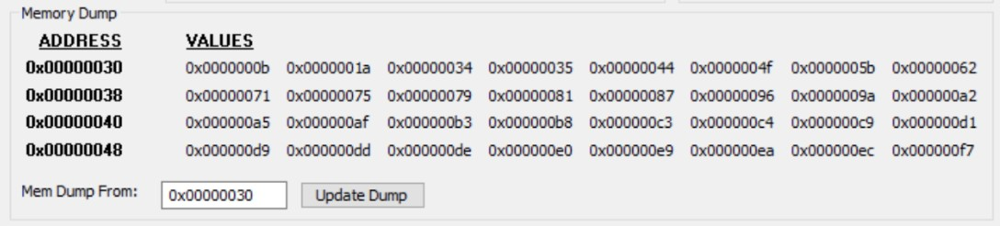 Memory Dump
ADDRESS VALUES
0x00000030 0x0000000b 0x0000001a 0x00000034 0x00000035 0x00000044 0x0000004f 0x0000005b 0x00000062
0x00000038 0x00000071 0x00000075 0x00000079 0x00000081 0x00000087 0x00000096 0x0000009a 0x000000a2
0x00000040 0x000000a5 0x000000af 0x000000b3 0x000000b8 0x000000c3 0x000000c4 0x000000c9 0x000000d1
0x00000048 0x000000d9 0x000000dd 0x000000de 0x000000e0 0x000000e9 0x000000ea 0x000000ec 0x000000f7
Mem Dump From: 0x00000030 Update Dump